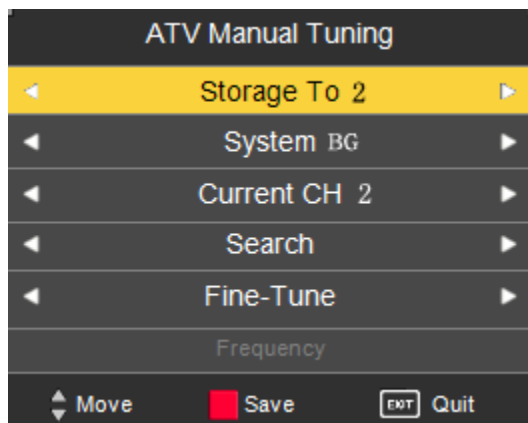 ATV Manual Tuning
Storage To 2
System BG
Current CH 2
Search
Fine-Tune
Frequency
Move Save EXIT Quit